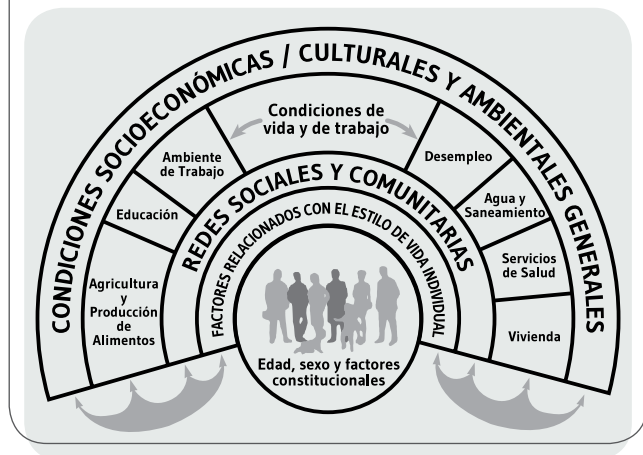 CONDICIONES SOCIOECONÓMICAS / CULTURALES Y AMBIENTALES GENERALES
Condiciones de
vida y de trabajo
Ambiente
de Trabajo
Desempleo
Educación
Agua y
Saneamiento
Agricultura
y
Producción
de
Alimentos
Servicios
de Salud
Vivienda
REDES SOCIALES Y COMUNITARIAS
FACTORES RELACIONADOS CON EL ESTILO DE VIDA INDIVIDUAL
Edad, sexo y factores
constitucionales